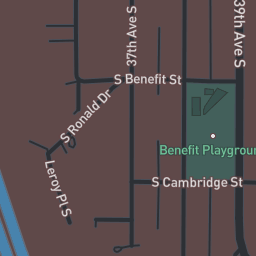 37th Ave S
39th Ave S
S Benefit St
S Ronald Dr
Benefit Playground
Leroy Pl S
S Cambridge St